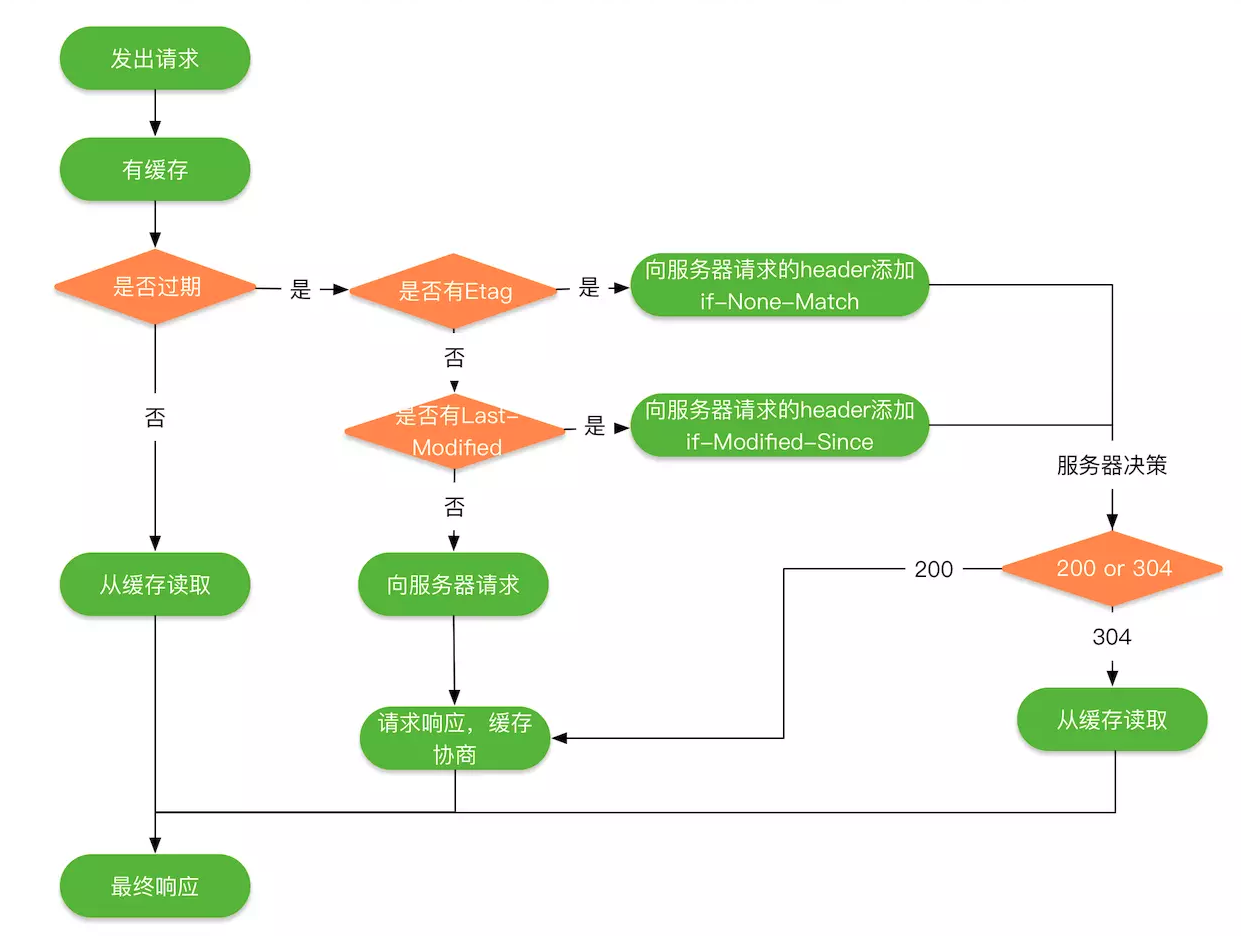 发出请求
有缓存
是否过期
是
是否有Etag
是
向服务器请求的header添加
if-None-Match
否
否
是否有Last-
Modified
是
向服务器请求的header添加
if-Modified-Since
服务器决策
否
从缓存读取
向服务器请求
200
200 or 304
304
请求响应，缓存
协商
从缓存读取
最终响应